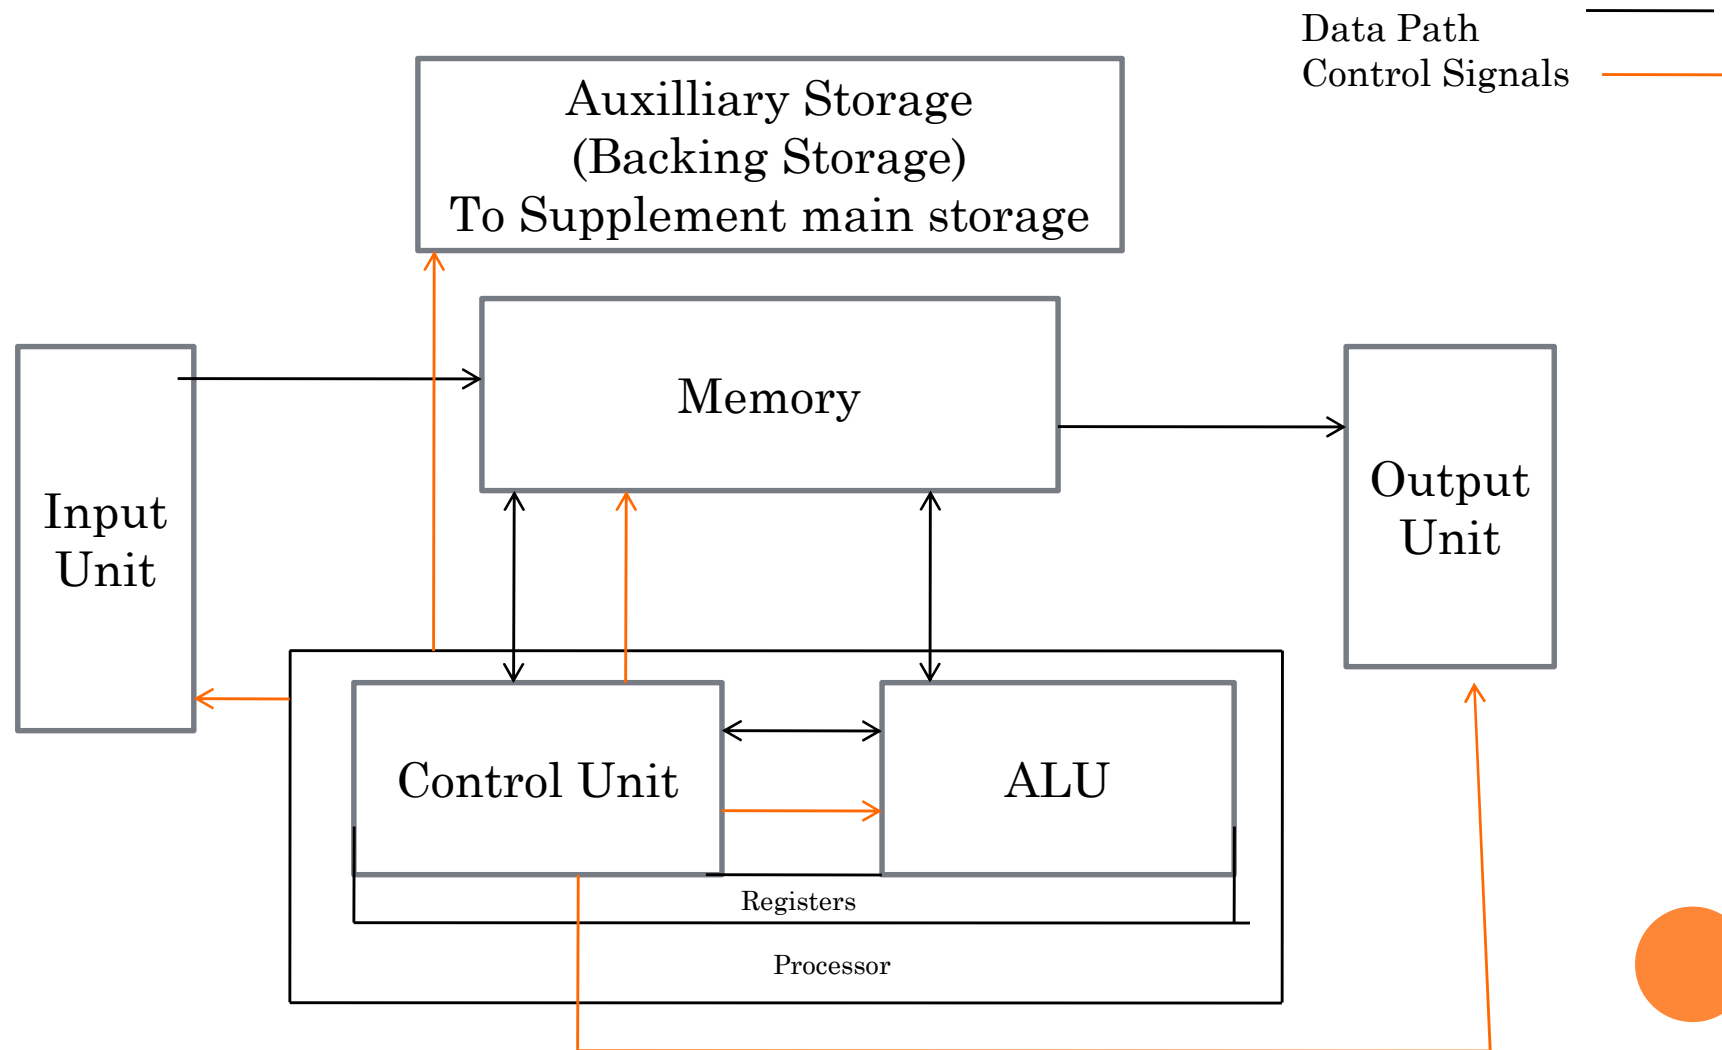 Data Path
Control Signals
Auxilliary Storage
(Backing Storage)
To Supplement main storage
Memory
Input
Unit
Output
Unit
Control Unit
ALU
Registers
Processor